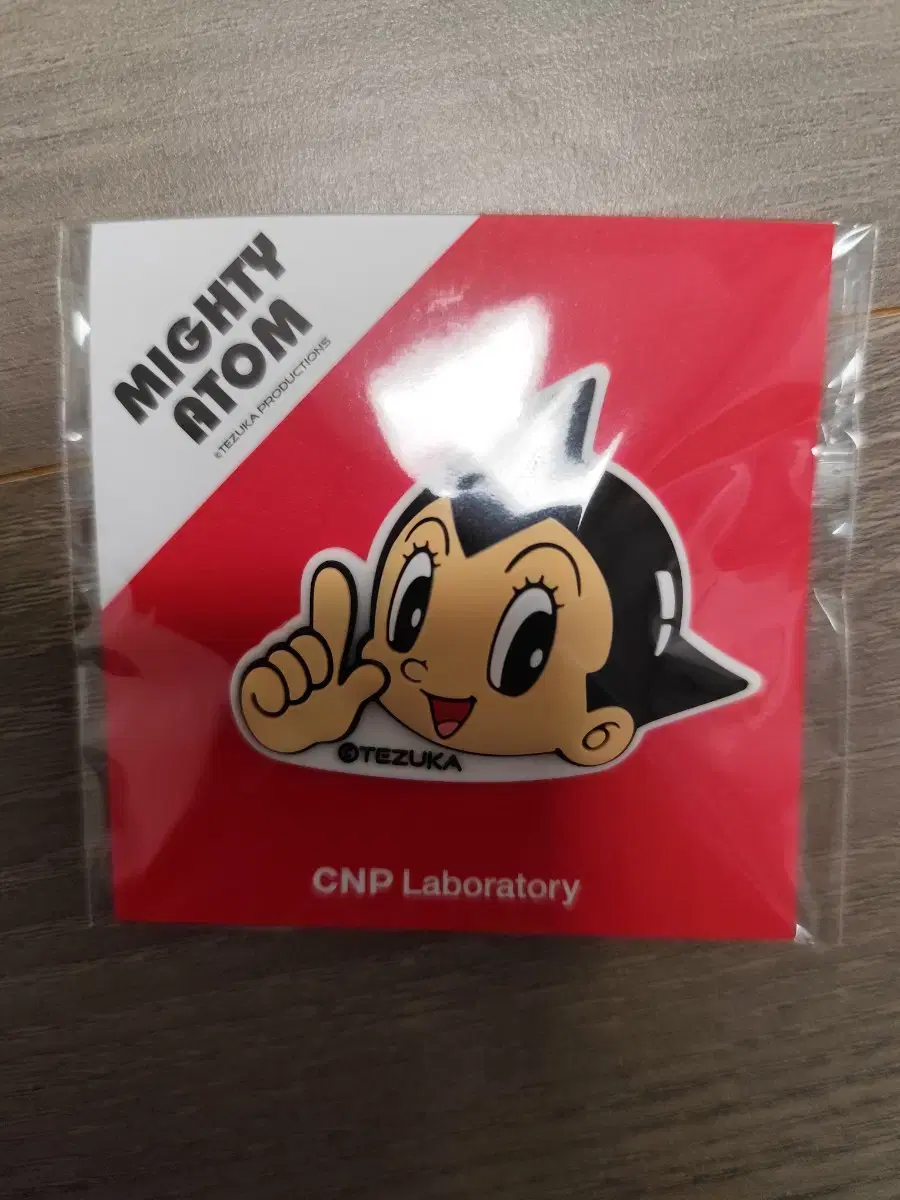 MIGHTY
ATOM
©TEZUKA PRODUCTIONS
©TEZUKA
CNP Laboratory